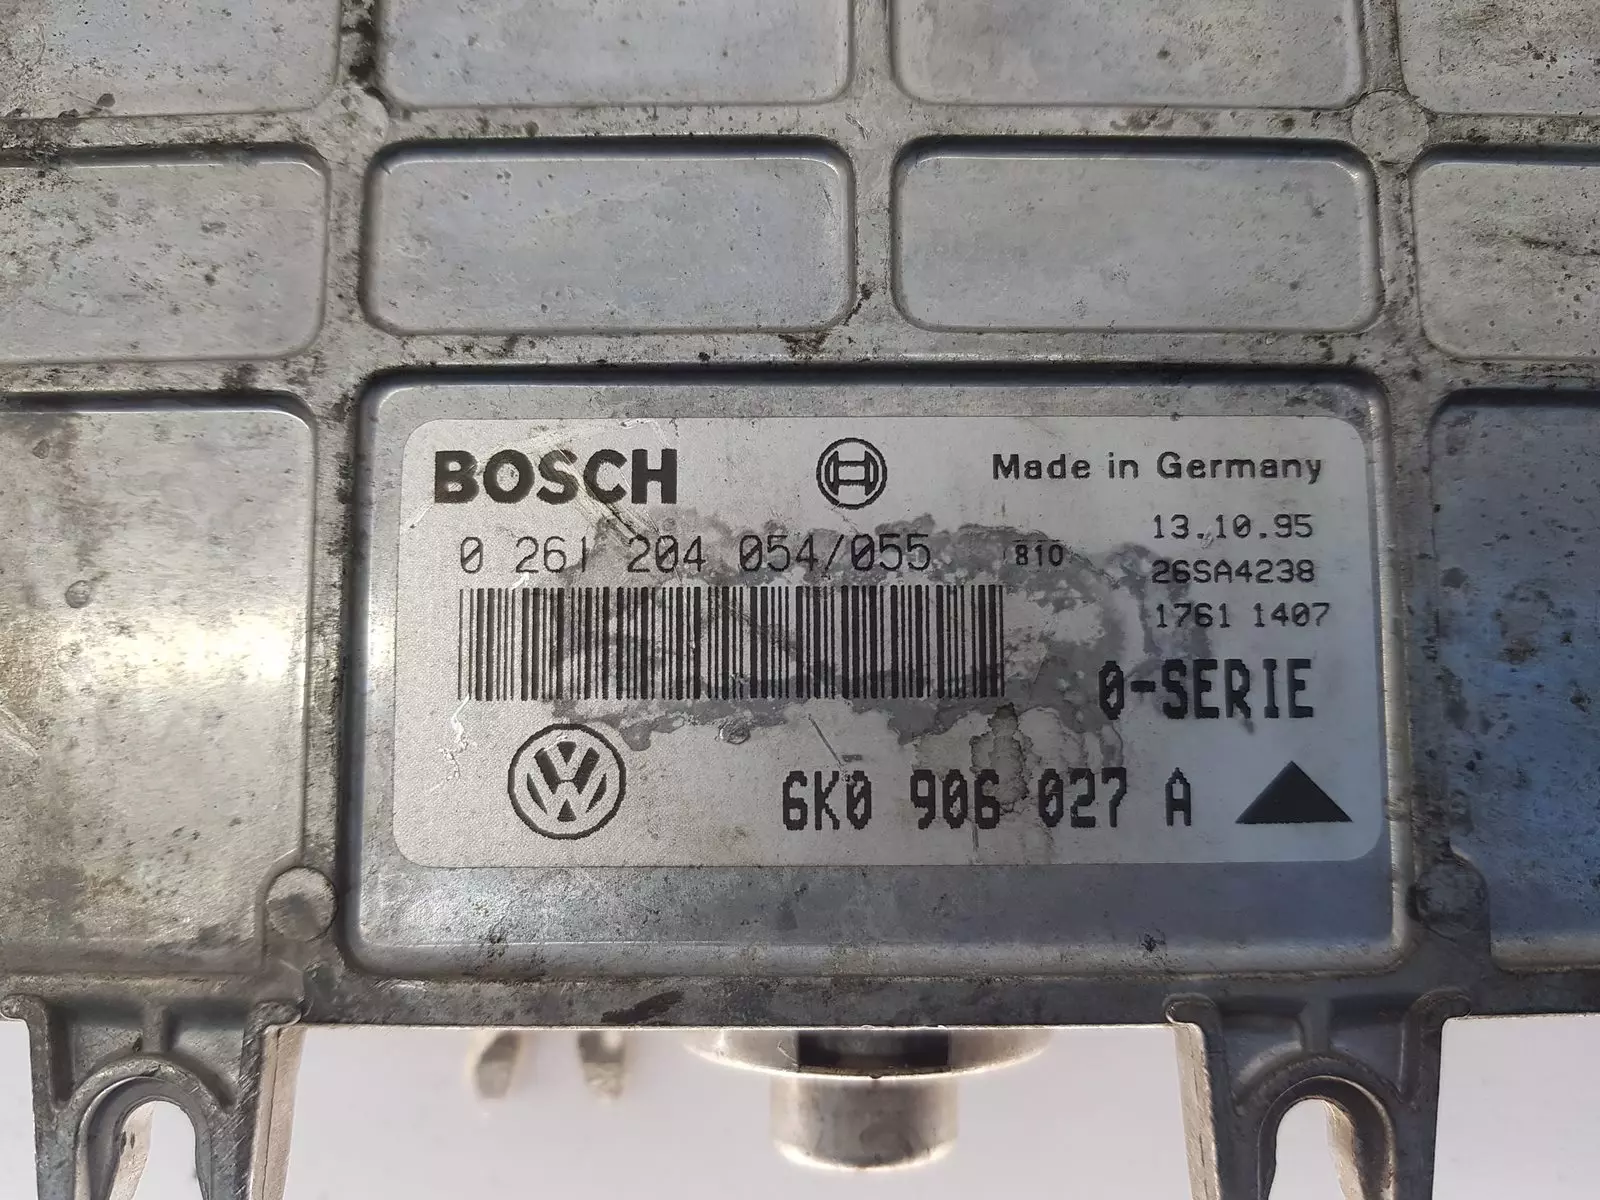 BOSCH
Made in Germany
13.10.95
0 261 204 054/055
810
26SA4238
1761 1407
0-SERIE
6K0 906 027 A